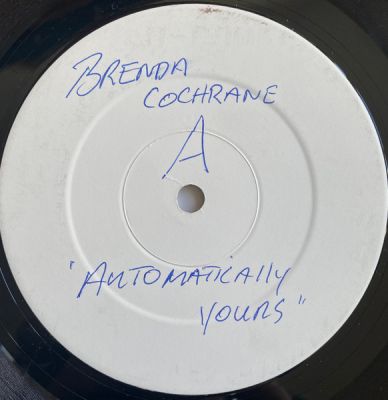 BRENDA
COCHRANE
A
"AUTOMATICALLY
YOURS"